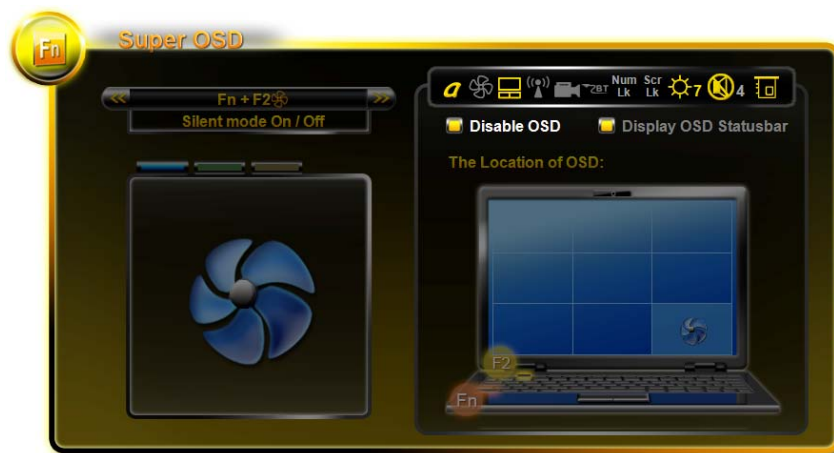 Fn
Super OSD
Fn + F2
Silent mode On / Off
a
Num Lk
Scr Lk
7
4
Disable OSD
Display OSD Statusbar
The Location of OSD:
F2
Fn